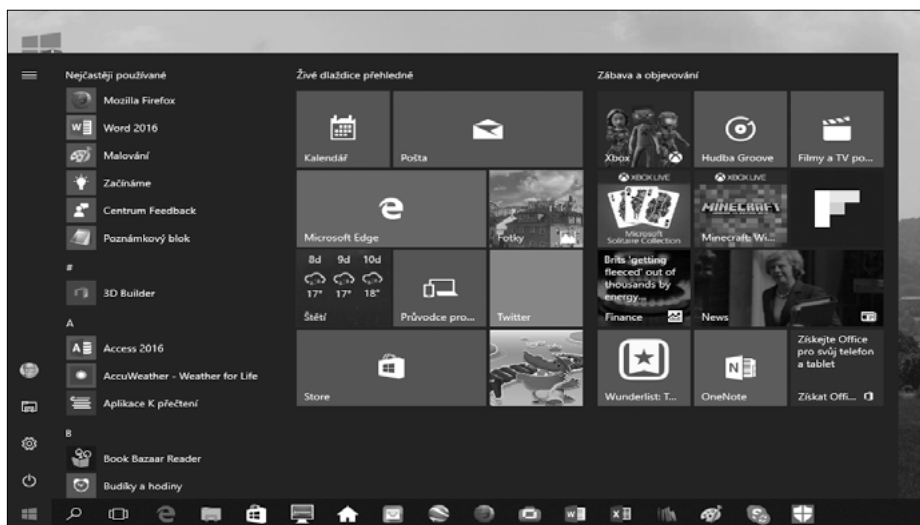 Nejčastěji používané
Mozilla Firefox
Word 2016
Malování
Začínáme
Centrum Feedback
Poznámkový blok
#
3D Builder
A
Access 2016
AccuWeather - Weather for Life
Aplikace K přečtení
B
Book Bazaar Reader
Budíky a hodiny
Živé dlaždice přehledně
Kalendář
Pošta
Microsoft Edge
Fotky
8d 9d 10d
17° 17° 18°
Štětí
Průvodce pro...
Twitter
Store
Zábava a objevování
Xbox
Hudba Groove
Filmy a TV po...
XBOX LIVE
Microsoft
Solitaire Collection
XBOX LIVE
MINECRAFT
Minecraft: Wi...
Brits 'getting
fleeced' out of
thousands by
energy...
Finance
News
Wunderlist: T...
OneNote
Získejte Office
pro svůj telefon
a tablet
Získat Offi...